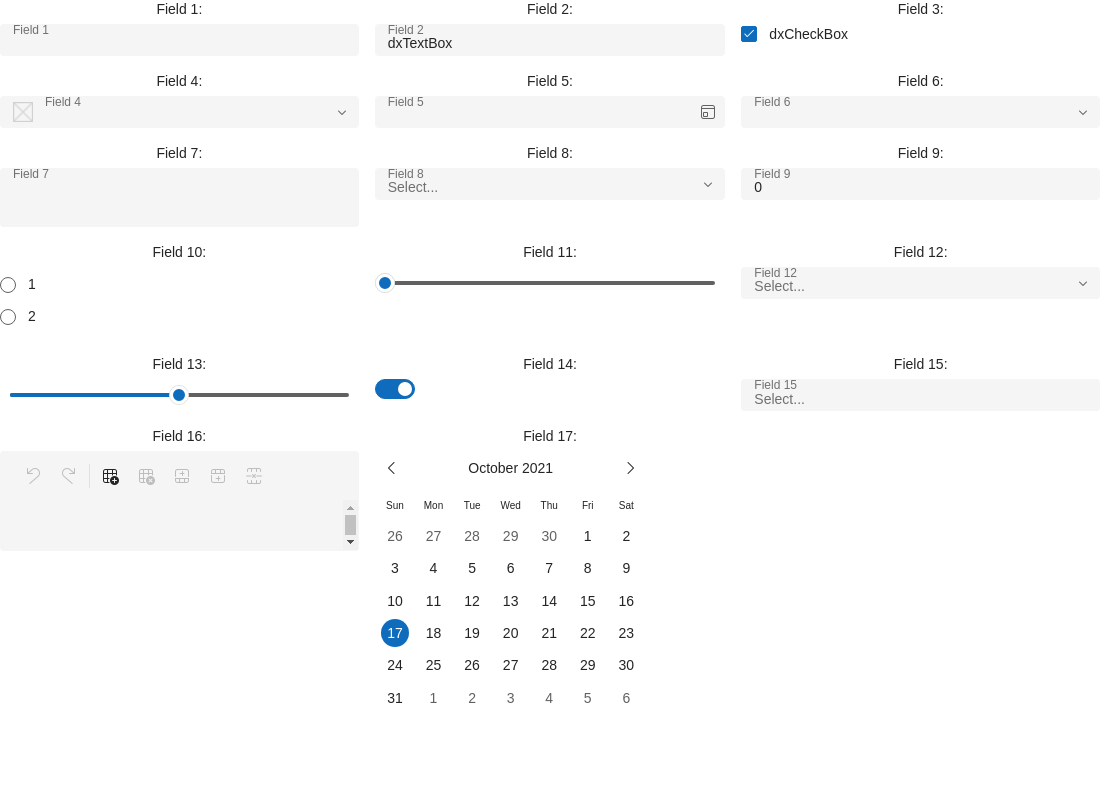 Field 1:
Field 1
Field 2:
Field 2
dxTextBox
Field 3:
dxCheckBox
Field 4:
Field 4
Field 5:
Field 5
Field 6:
Field 6
Field 7:
Field 7
Field 8:
Field 8
Select...
Field 9:
Field 9
0
Field 10:
1
2
Field 11:
Field 12:
Field 12
Select...
Field 13:
Field 14:
Field 15:
Field 15
Select...
Field 16:
Field 17:
October 2021
Sun Mon Tue Wed Thu Fri Sat
26 27 28 29 30 1 2
3 4 5 6 7 8 9
10 11 12 13 14 15 16
17 18 19 20 21 22 23
24 25 26 27 28 29 30
31 1 2 3 4 5 6